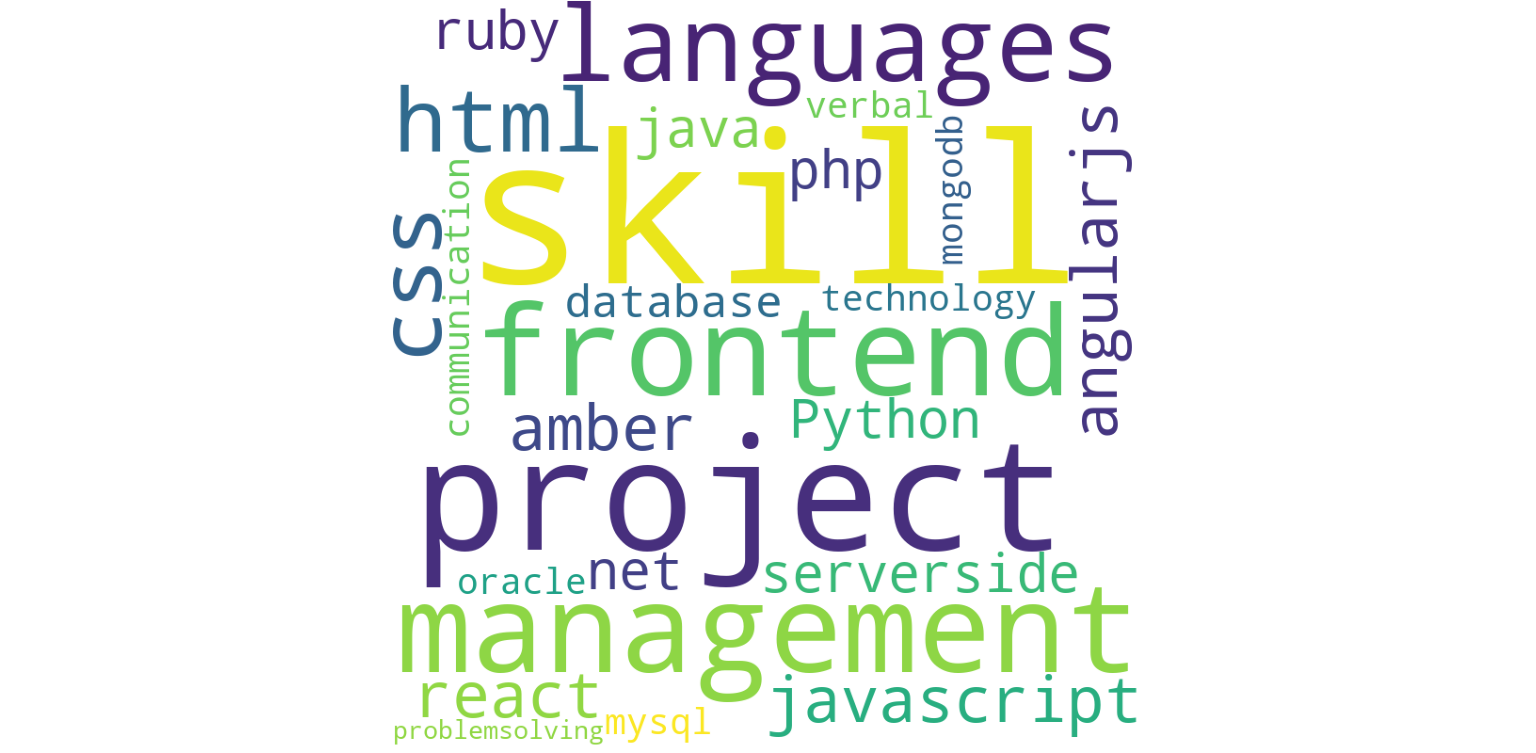 ruby
languages
html
java
verbal
skill
php
mongodb
angularjs
css
communication
database
technology
frontend
amber
Python
project
oracle
net
serverside
management
react
javascript
problemsolving
mysql